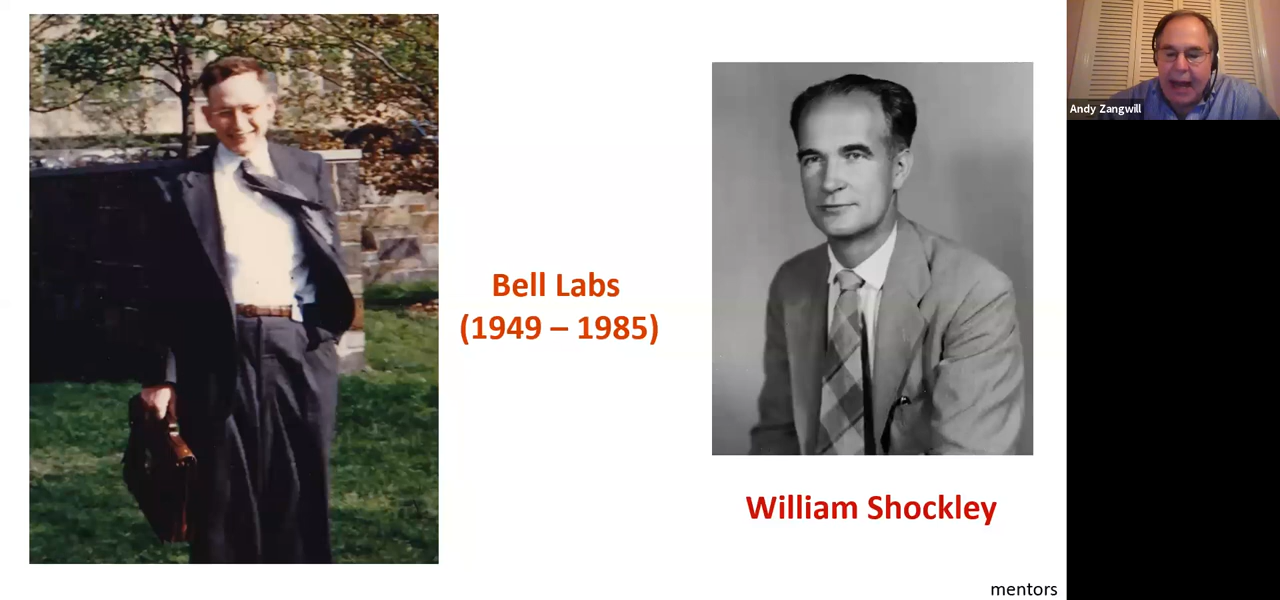 Bell Labs
(1949 – 1985)
William Shockley
mentors
Andy Zangwill